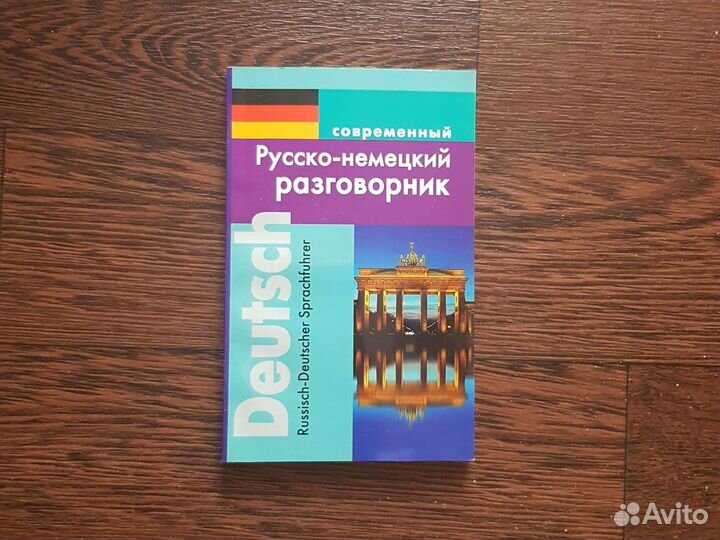 современный
Русско-немецкий
разговорник
Deutsch
Russisch-Deutscher Sprachfuhrer
Avito